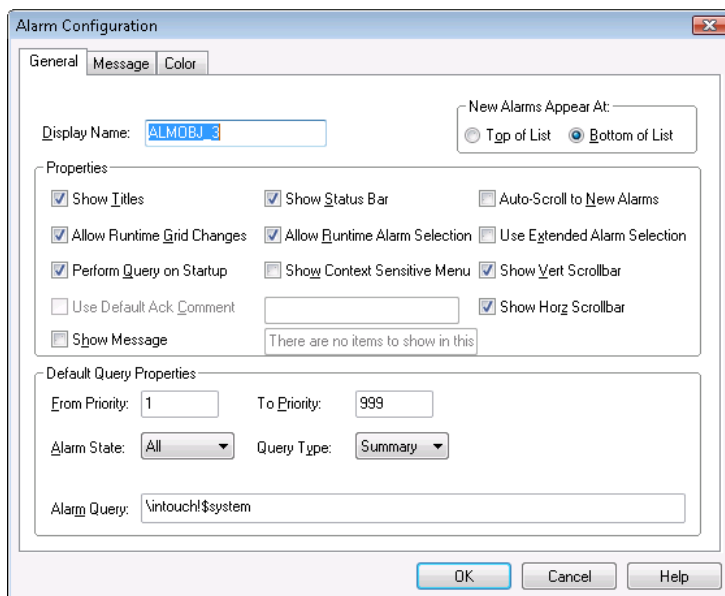 Alarm Configuration
General Message Color
New Alarms Appear At:
Display Name: ALMOBJ_3
Top of List Bottom of List
Properties
Show Titles Show Status Bar Auto-Scroll to New Alarms
Allow Runtime Grid Changes Allow Runtime Alarm Selection Use Extended Alarm Selection
Perform Query on Startup Show Context Sensitive Menu Show Vert Scrollbar
Use Default Ack Comment Show Horz Scrollbar
Show Message There are no items to show in this
Default Query Properties
From Priority: 1 To Priority: 999
Alarm State: All Query Type: Summary
Alarm Query: \intouch!$system
OK Cancel Help